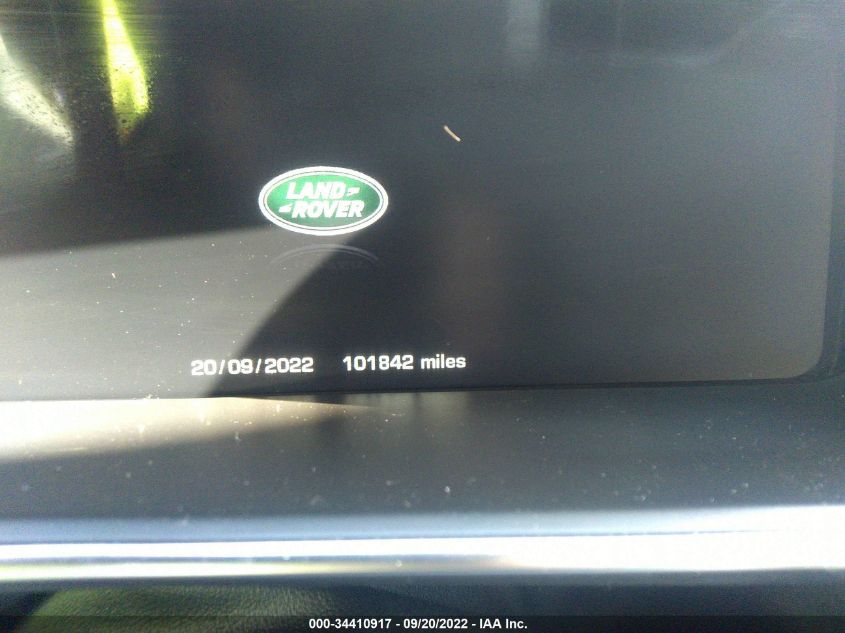 LAND
ROVER
20/09/2022 101842 miles
000-34410917 - 09/20/2022 - IAA Inc.